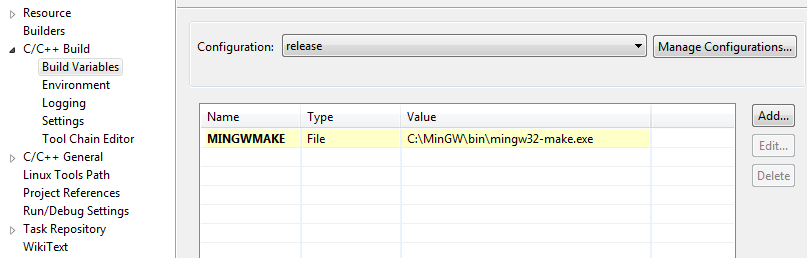 Resource
Builders
C/C++ Build
Build Variables
Environment
Logging
Settings
Tool Chain Editor
C/C++ General
Linux Tools Path
Project References
Run/Debug Settings
Task Repository
WikiText
Configuration: release Manage Configurations...
Name Type Value
MINGWMAKE File C:\MinGW\bin\mingw32-make.exe
Add...
Edit...
Delete